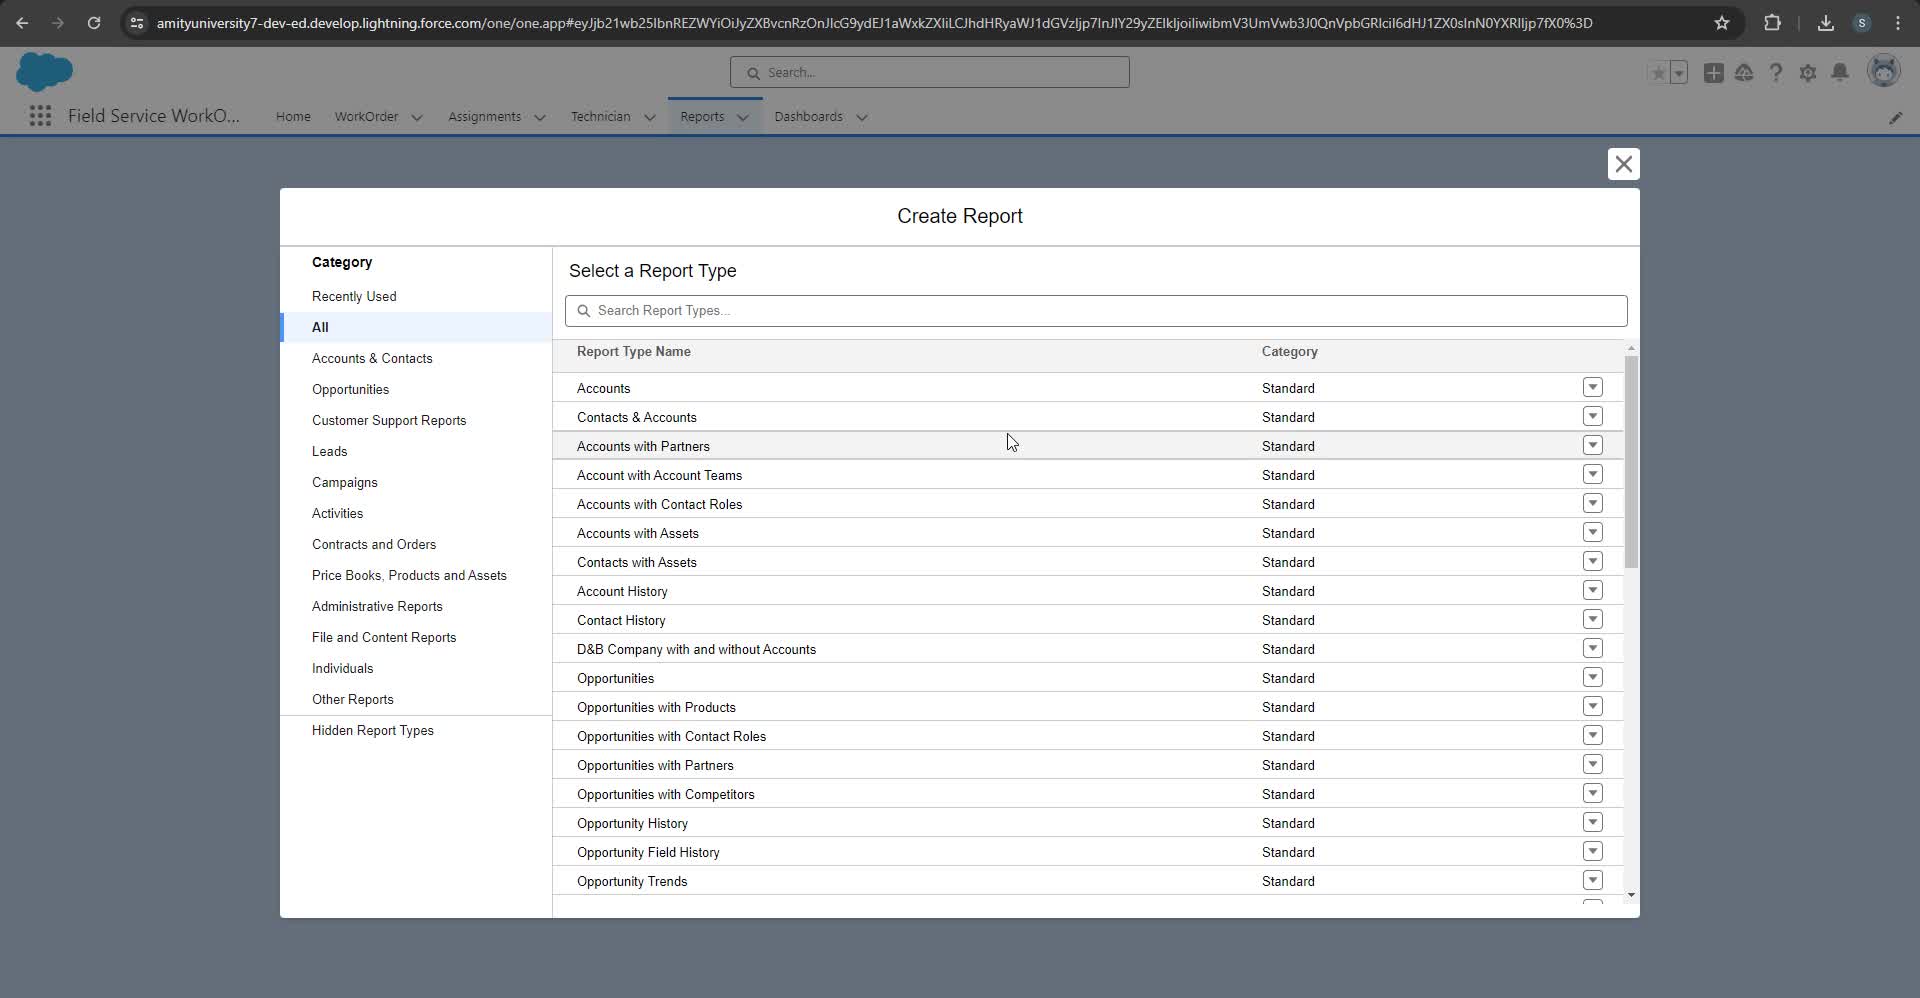 amityuniversity7-dev-ed.develop.lightning.force.com/one/one.app#eyJjb21wb25lbnREZWYiOiJyZXBvcnRzOnJlcG9ydEJ1aWxkZXIiLCJhdHRyaWJ1dGVzIjp7InJlY29yZElkIjoiIiwibmV3UmVwb3J0QnVpbGRlciI6dHJ1ZX0sInN0YXRlIjp7fX0%3D
S
Search...
Field Service WorkO...
Home
WorkOrder
Assignments
Technician
Reports
Dashboards
Create Report
Category
Recently Used
All
Accounts & Contacts
Opportunities
Customer Support Reports
Leads
Campaigns
Activities
Contracts and Orders
Price Books, Products and Assets
Administrative Reports
File and Content Reports
Individuals
Other Reports
Hidden Report Types
Select a Report Type
Search Report Types...
Report Type Name Category
Accounts Standard
Contacts & Accounts Standard
Accounts with Partners Standard
Account with Account Teams Standard
Accounts with Contact Roles Standard
Accounts with Assets Standard
Contacts with Assets Standard
Account History Standard
Contact History Standard
D&B Company with and without Accounts Standard
Opportunities Standard
Opportunities with Products Standard
Opportunities with Contact Roles Standard
Opportunities with Partners Standard
Opportunities with Competitors Standard
Opportunity History Standard
Opportunity Field History Standard
Opportunity Trends Standard